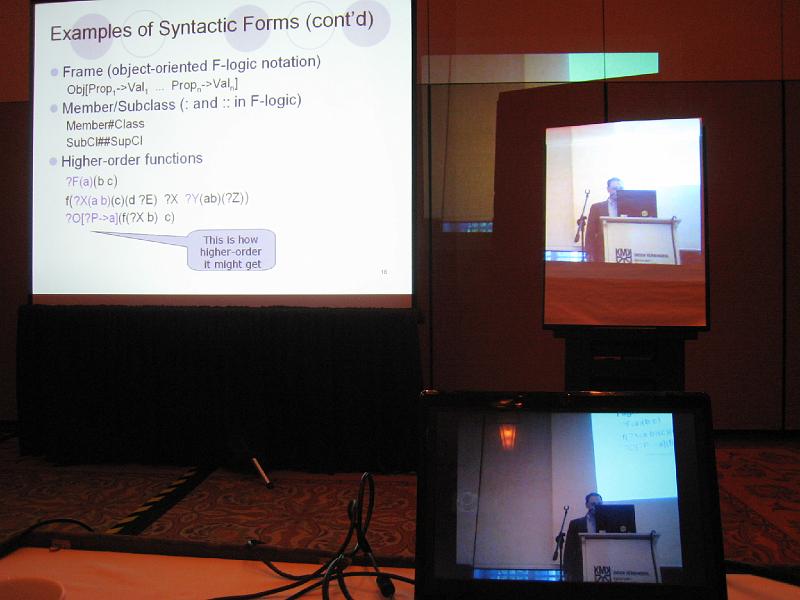 Examples of Syntactic Forms (cont'd)
Frame (object-oriented F-logic notation)
Obj[Prop1->Val1 ... Propn->Valn]
Member/Subclass (: and :: in F-logic)
Member#Class
SubCl##SupCl
Higher-order functions
?F(a)(b c)
f(?X(a b)(c)(d ?E) ?X ?Y(ab)(?Z))
?O[?P->a](f(?X b) c)
This is how
higher-order
it might get
18